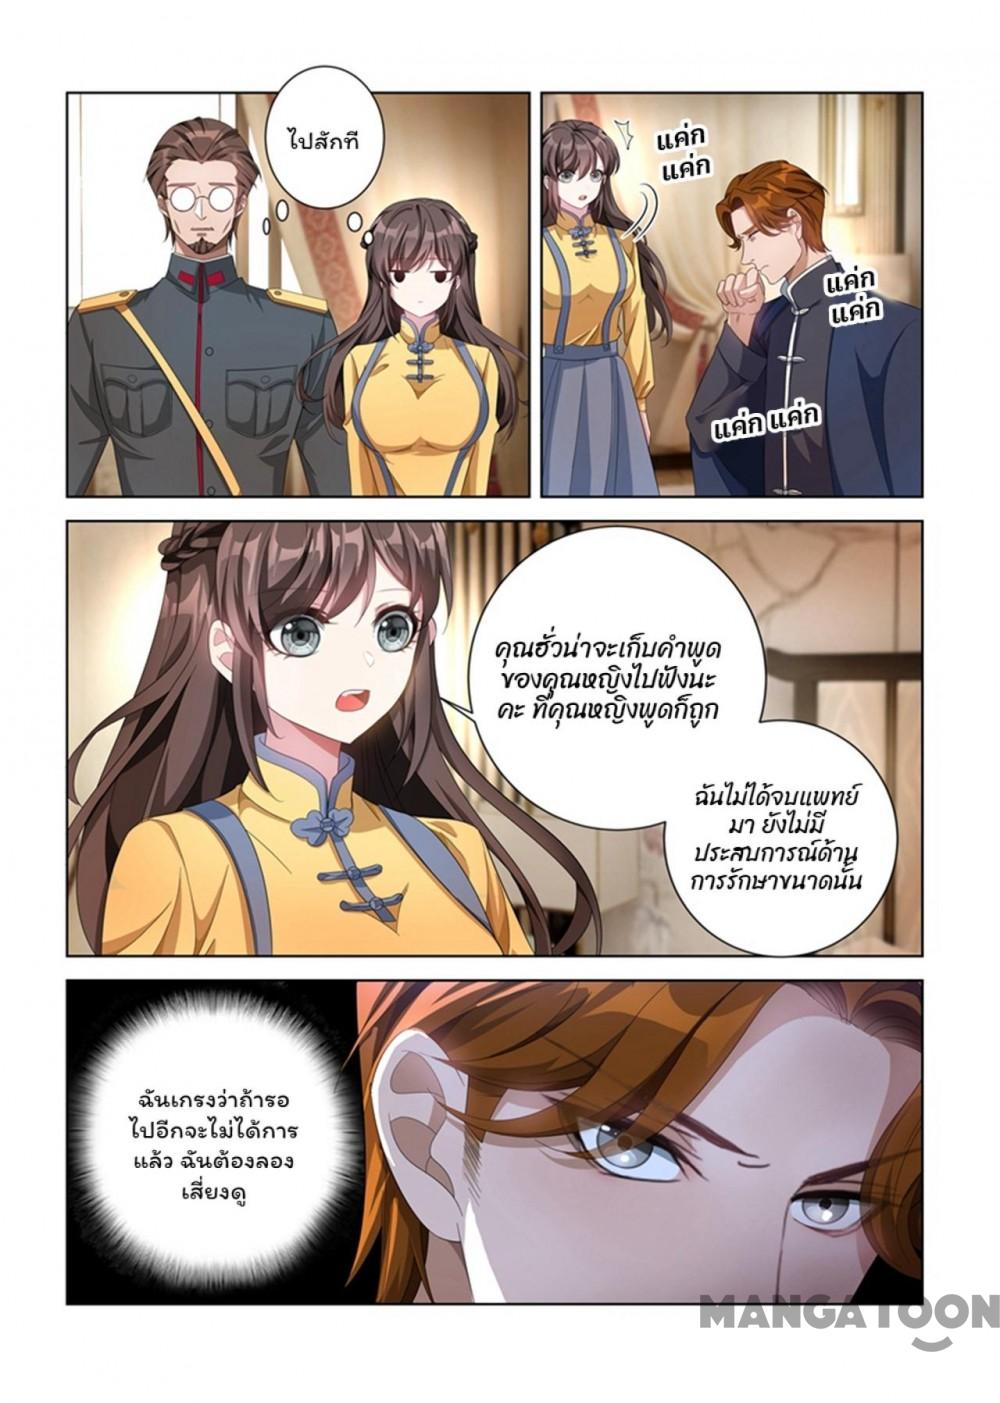 ไปสักที
แค่ก
แค่ก
แค่ก
แค่ก
แค่ก แค่ก
คุณฮั่วน่าจะเก็บคำพูด
ของคุณหญิงไปฟังนะ
คะ ที่คุณหญิงพูดก็ถูก
ฉันไม่ได้จบแพทย์
มา ยังไม่มี
ประสบการณ์ด้าน
การรักษาขนาดนั้น
ฉันเกรงว่าถ้ารอ
ไปอีกจะไม่ได้การ
แล้ว ฉันต้องลอง
เสี่ยงดู
MANGATOON